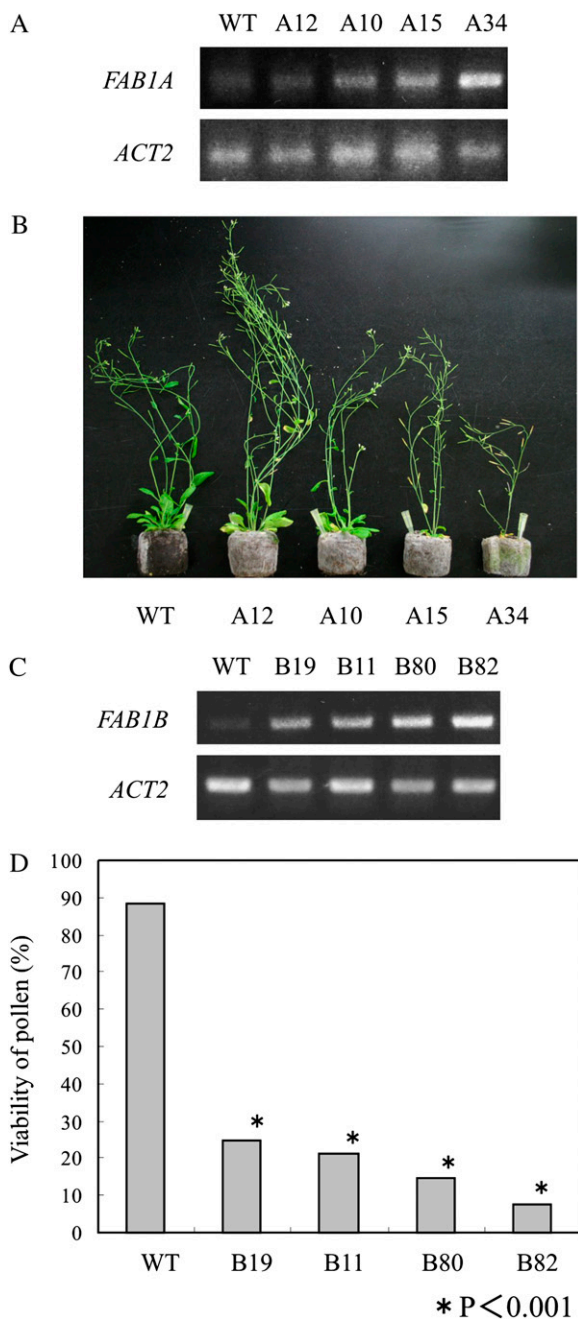 A
WT A12 A10 A15 A34
FAB1A
ACT2
B
WT A12 A10 A15 A34
C
WT B19 B11 B80 B82
FAB1B
ACT2
D
Viability of pollen (%)
100
90
80
70
60
50
40
30
20
10
0
* * * *
WT B19 B11 B80 B82
* P<0.001